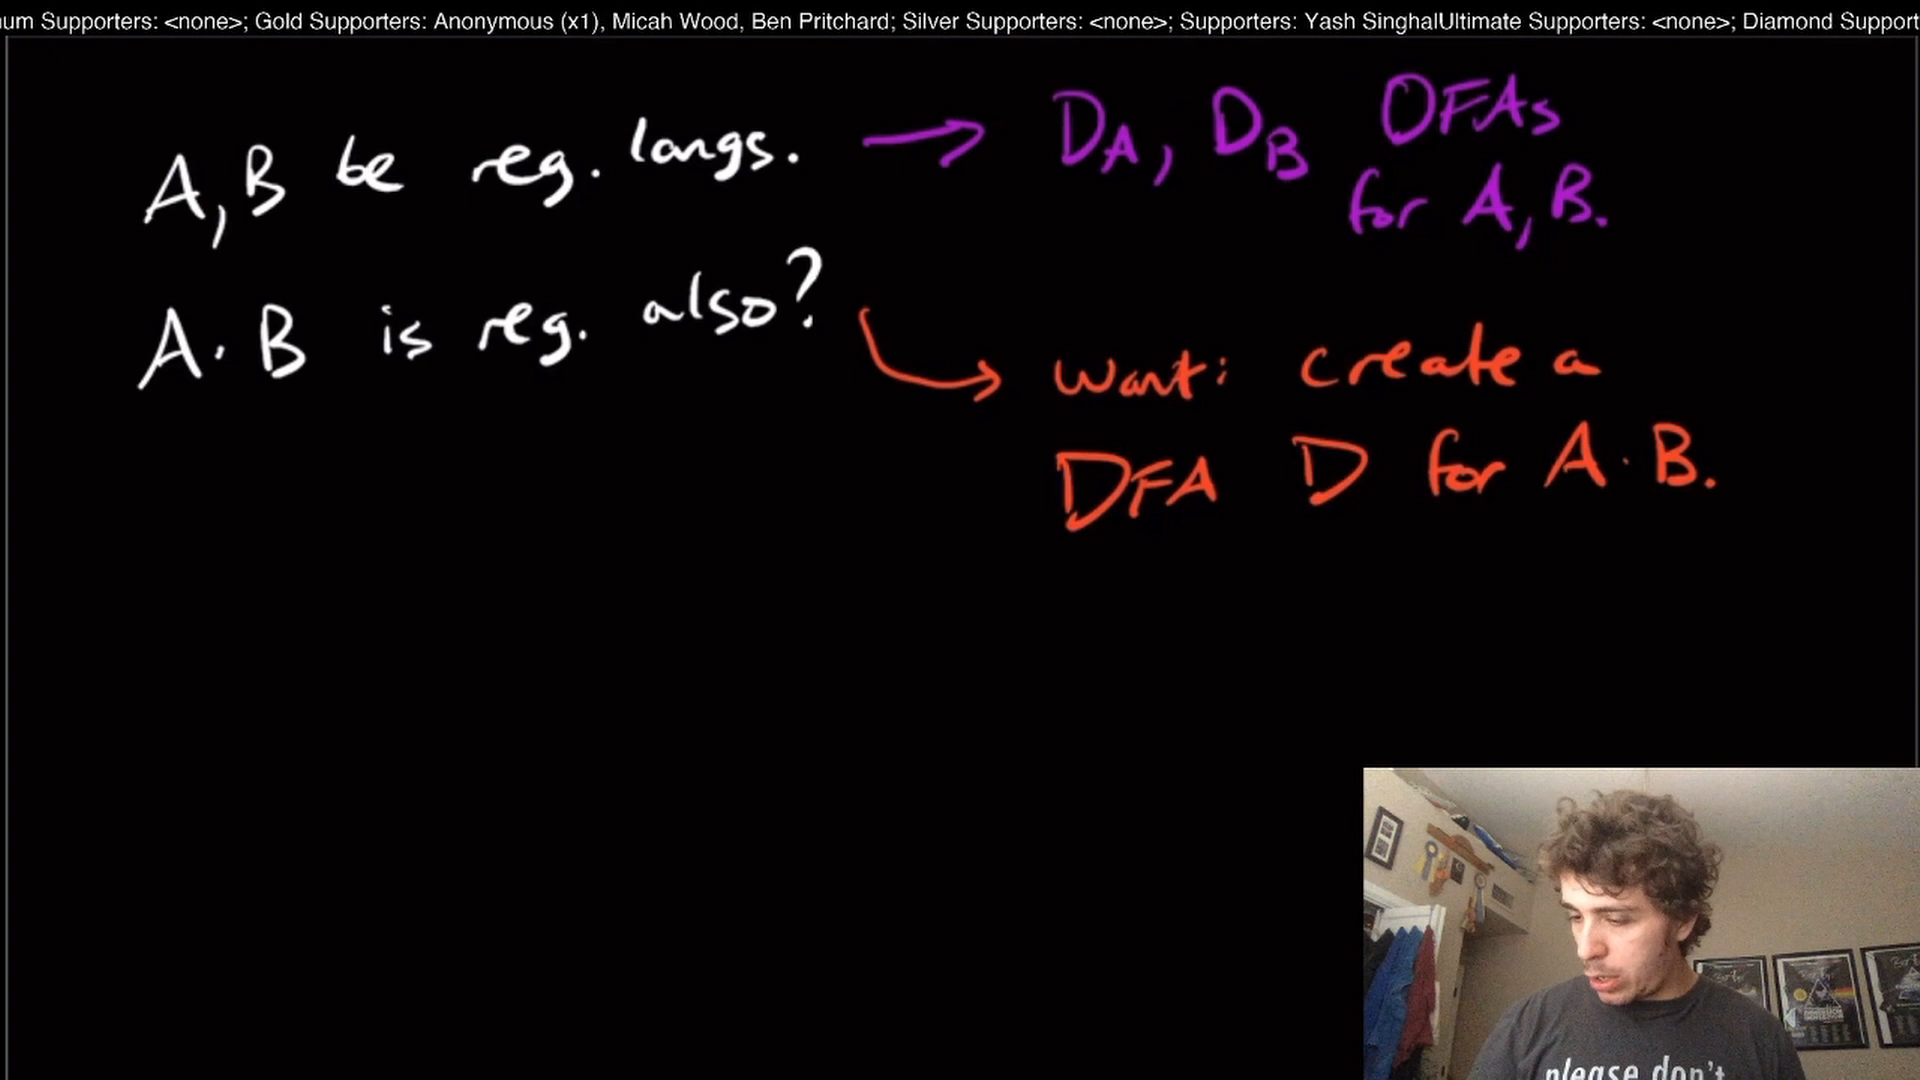 num Supporters: <none>; Gold Supporters: Anonymous (x1), Micah Wood, Ben Pritchard; Silver Supporters: <none>; Supporters: Yash SinghalUltimate Supporters: <none>; Diamond Support
A, B be reg. langs. → DA, DB DFAs
for A, B.
A · B is reg. also?
want: create a
DFA D for A · B.
please don't